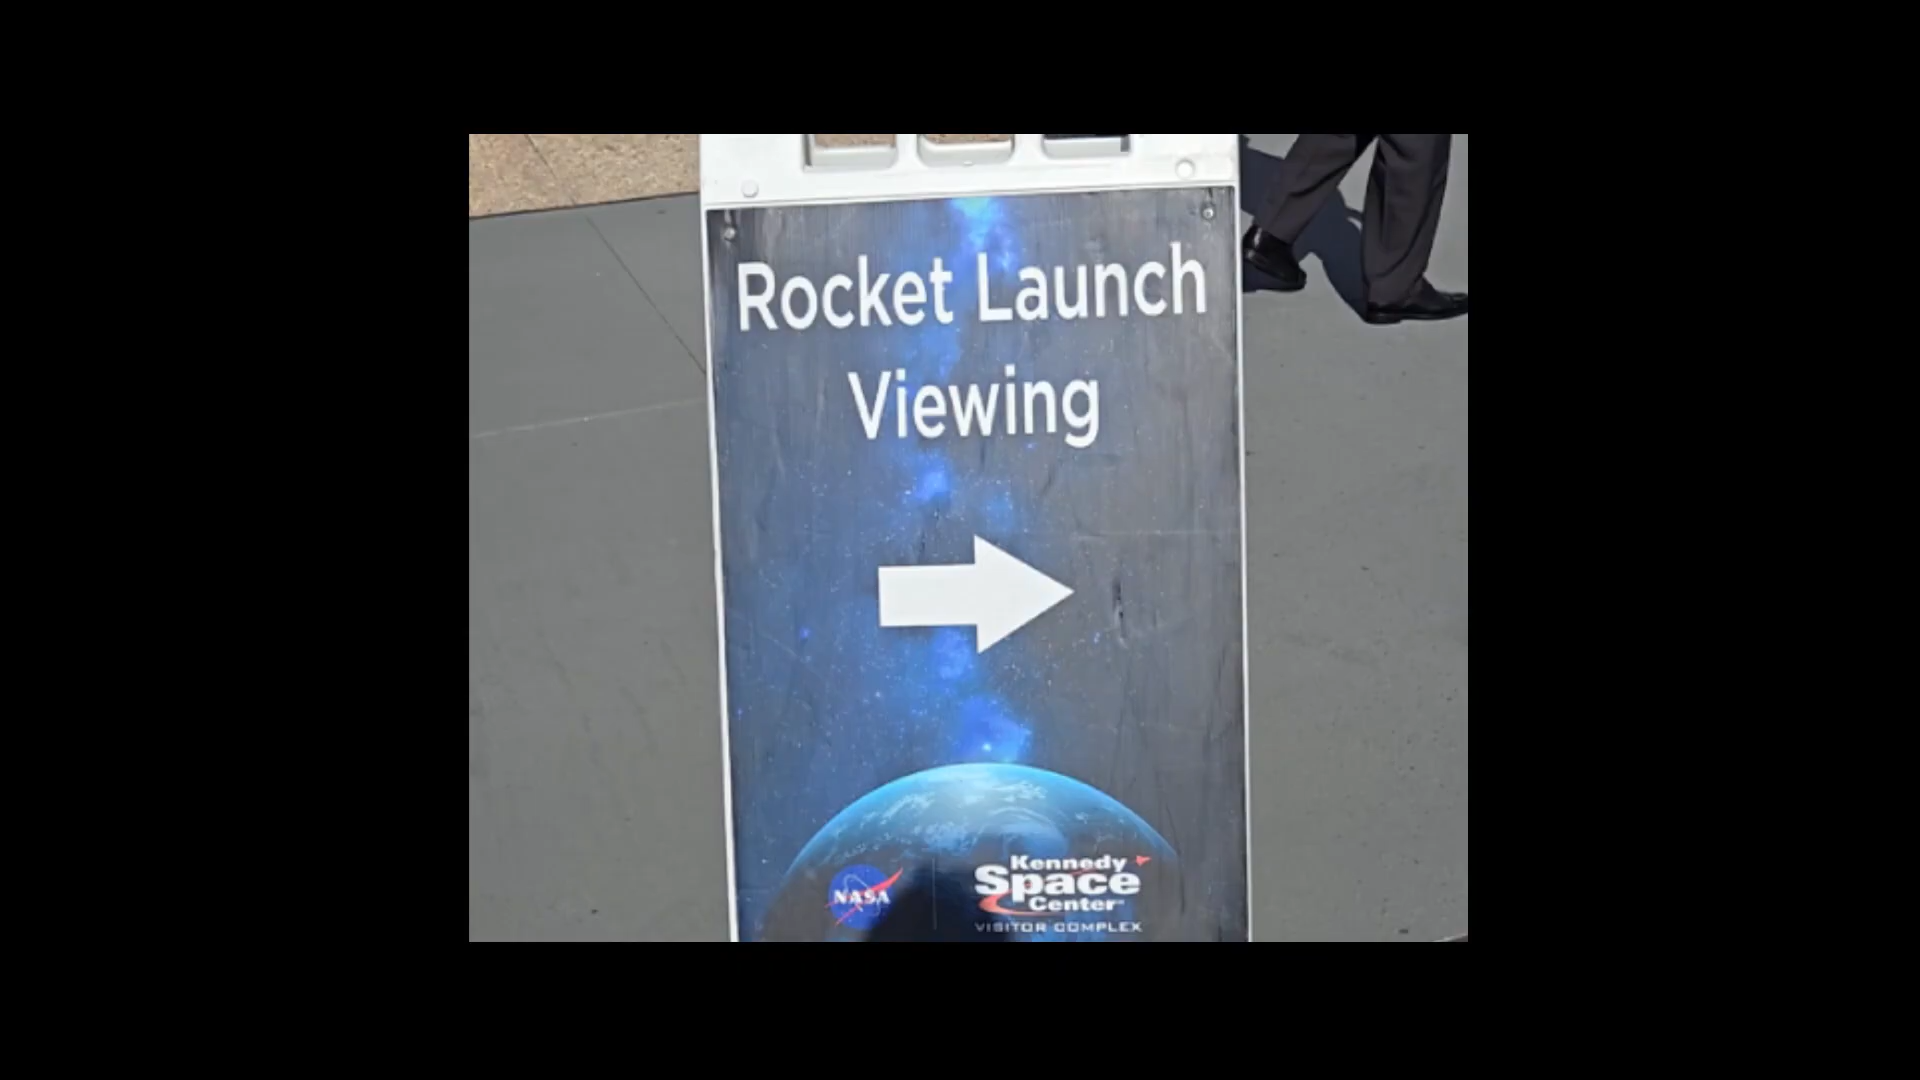 Rocket Launch
Viewing
NASA
Kennedy
Space
Center
VISITOR COMPLEX